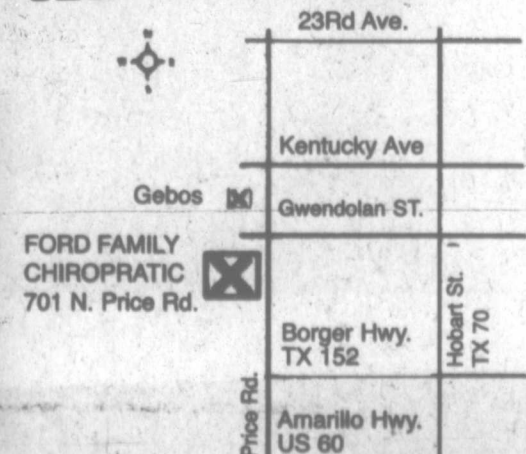 23Rd Ave.
Kentucky Ave
Gebos
Gwendolan ST.
FORD FAMILY
CHIROPRATIC
701 N. Price Rd.
Borger Hwy.
TX 152
Hobart St.
TX 70
Price Rd.
Amarillo Hwy.
US 60